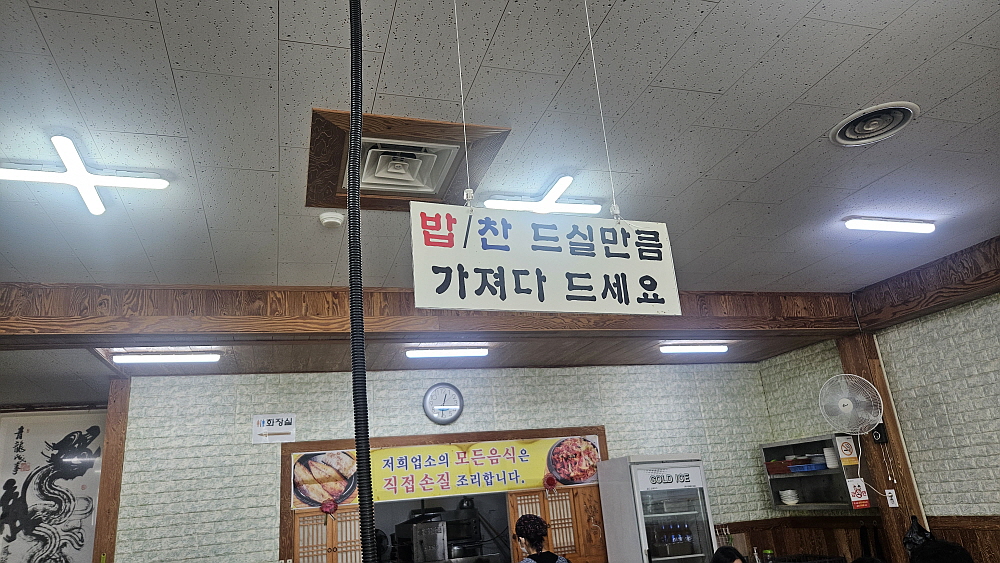 밥/찬 드실만큼
가져다 드세요
화장실
저희업소의 모든음식은
직접손질 조리합니다.
COLD ICE